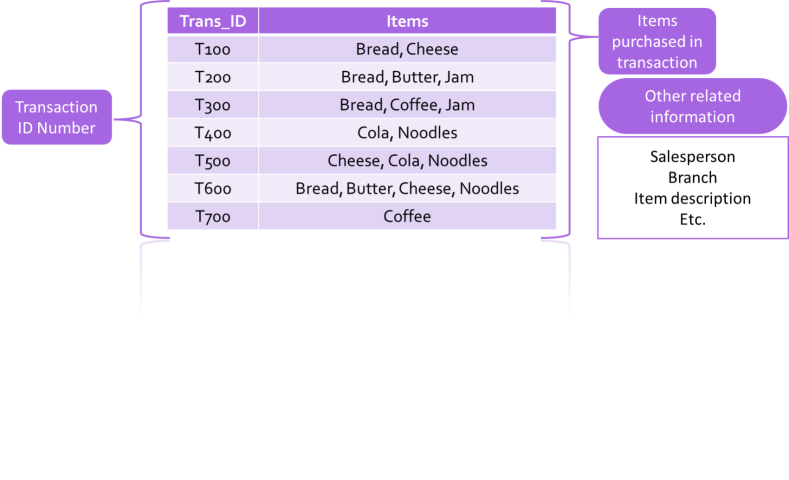 Trans_ID Items
T100 Bread, Cheese
T200 Bread, Butter, Jam
T300 Bread, Coffee, Jam
T400 Cola, Noodles
T500 Cheese, Cola, Noodles
T600 Bread, Butter, Cheese, Noodles
T700 Coffee
Transaction
ID Number
Items
purchased in
transaction
Other related
information
Salesperson
Branch
Item description
Etc.